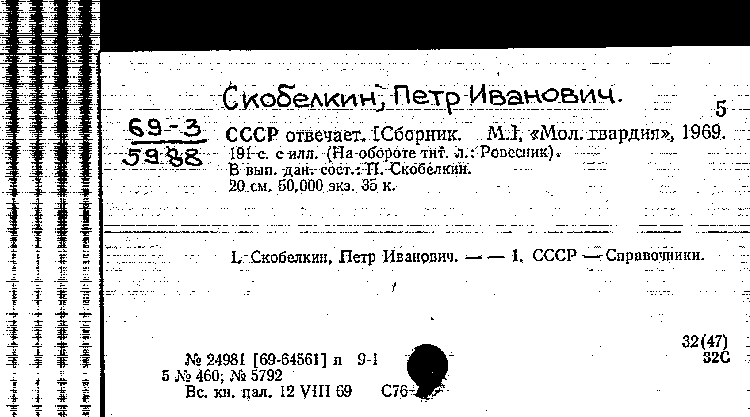 Скобелкин, Петр Иванович.
5
69-3
5988
СССР отвечает. [Сборник. М.], «Мол. гвардия», 1969.
191 с. с илл. (На обороте тит. л.: Ровесник).
В вып. дан. сост.: П. Скобелкин.
20 см. 50.000 экз. 35 к.
I. Скобелкин, Петр Иванович. — — 1. СССР — Справочники.
32(47)
32С
№ 24981 [69-64561] п 9-1
5 № 460; № 5792
Вс. кн. пал. 12 VIII 69 С76-